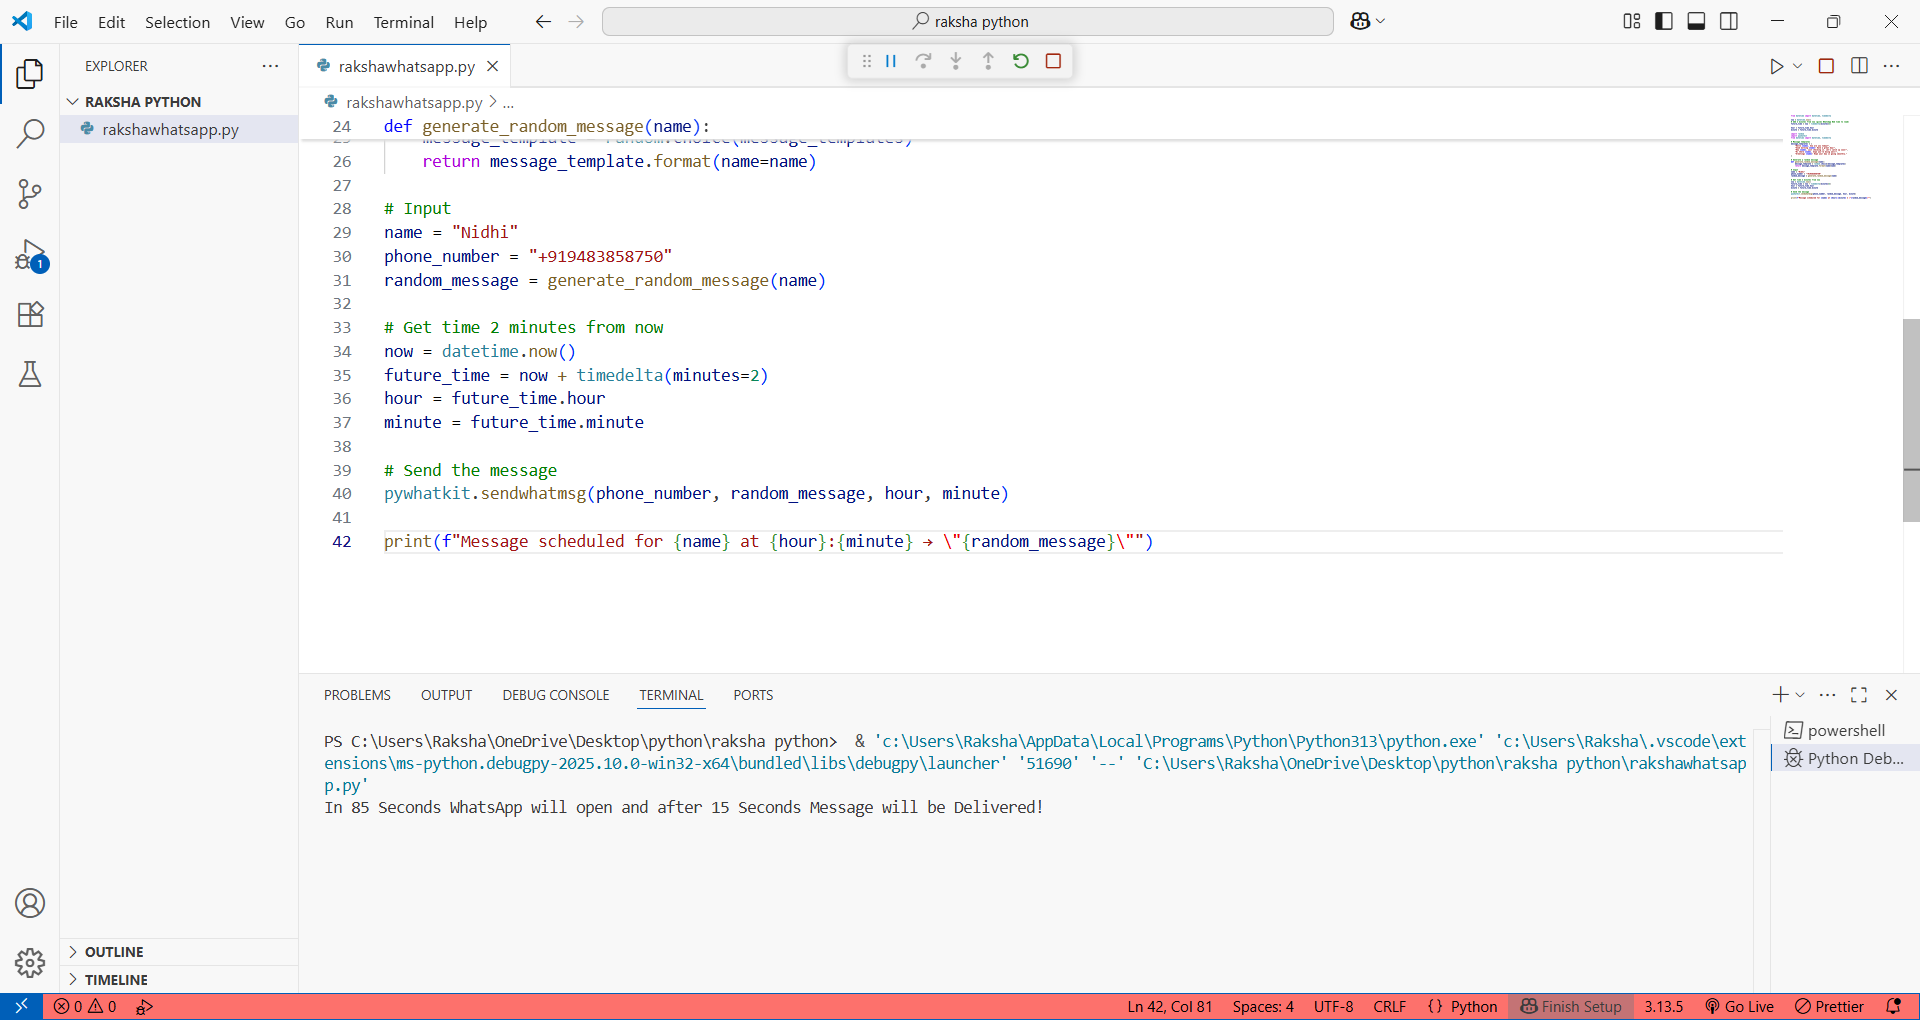 File Edit Selection View Go Run Terminal Help
raksha python
EXPLORER
RAKSHA PYTHON
rakshawhatsapp.py
1
OUTLINE
TIMELINE
rakshawhatsapp.py
rakshawhatsapp.py > ...
24 def generate_random_message(name):
message_template = random.choice(message_templates)
26 return message_template.format(name=name)
27
28 # Input
29 name = "Nidhi"
30 phone_number = "+919483858750"
31 random_message = generate_random_message(name)
32
33 # Get time 2 minutes from now
34 now = datetime.now()
35 future_time = now + timedelta(minutes=2)
36 hour = future_time.hour
37 minute = future_time.minute
38
39 # Send the message
40 pywhatkit.sendwhatmsg(phone_number, random_message, hour, minute)
41
42 print(f"Message scheduled for {name} at {hour}:{minute} → \"{random_message}\"")
PROBLEMS OUTPUT DEBUG CONSOLE TERMINAL PORTS
PS C:\Users\Raksha\OneDrive\Desktop\python\raksha python> & 'c:\Users\Raksha\AppData\Local\Programs\Python\Python313\python.exe' 'c:\Users\Raksha\.vscode\ext
ensions\ms-python.debugpy-2025.10.0-win32-x64\bundled\libs\debugpy\launcher' '51690' '--' 'C:\Users\Raksha\OneDrive\Desktop\python\raksha python\rakshawhatsap
p.py'
In 85 Seconds WhatsApp will open and after 15 Seconds Message will be Delivered!
powershell
Python Deb...
0 0 Ln 42, Col 81 Spaces: 4 UTF-8 CRLF {} Python Finish Setup 3.13.5 Go Live Prettier